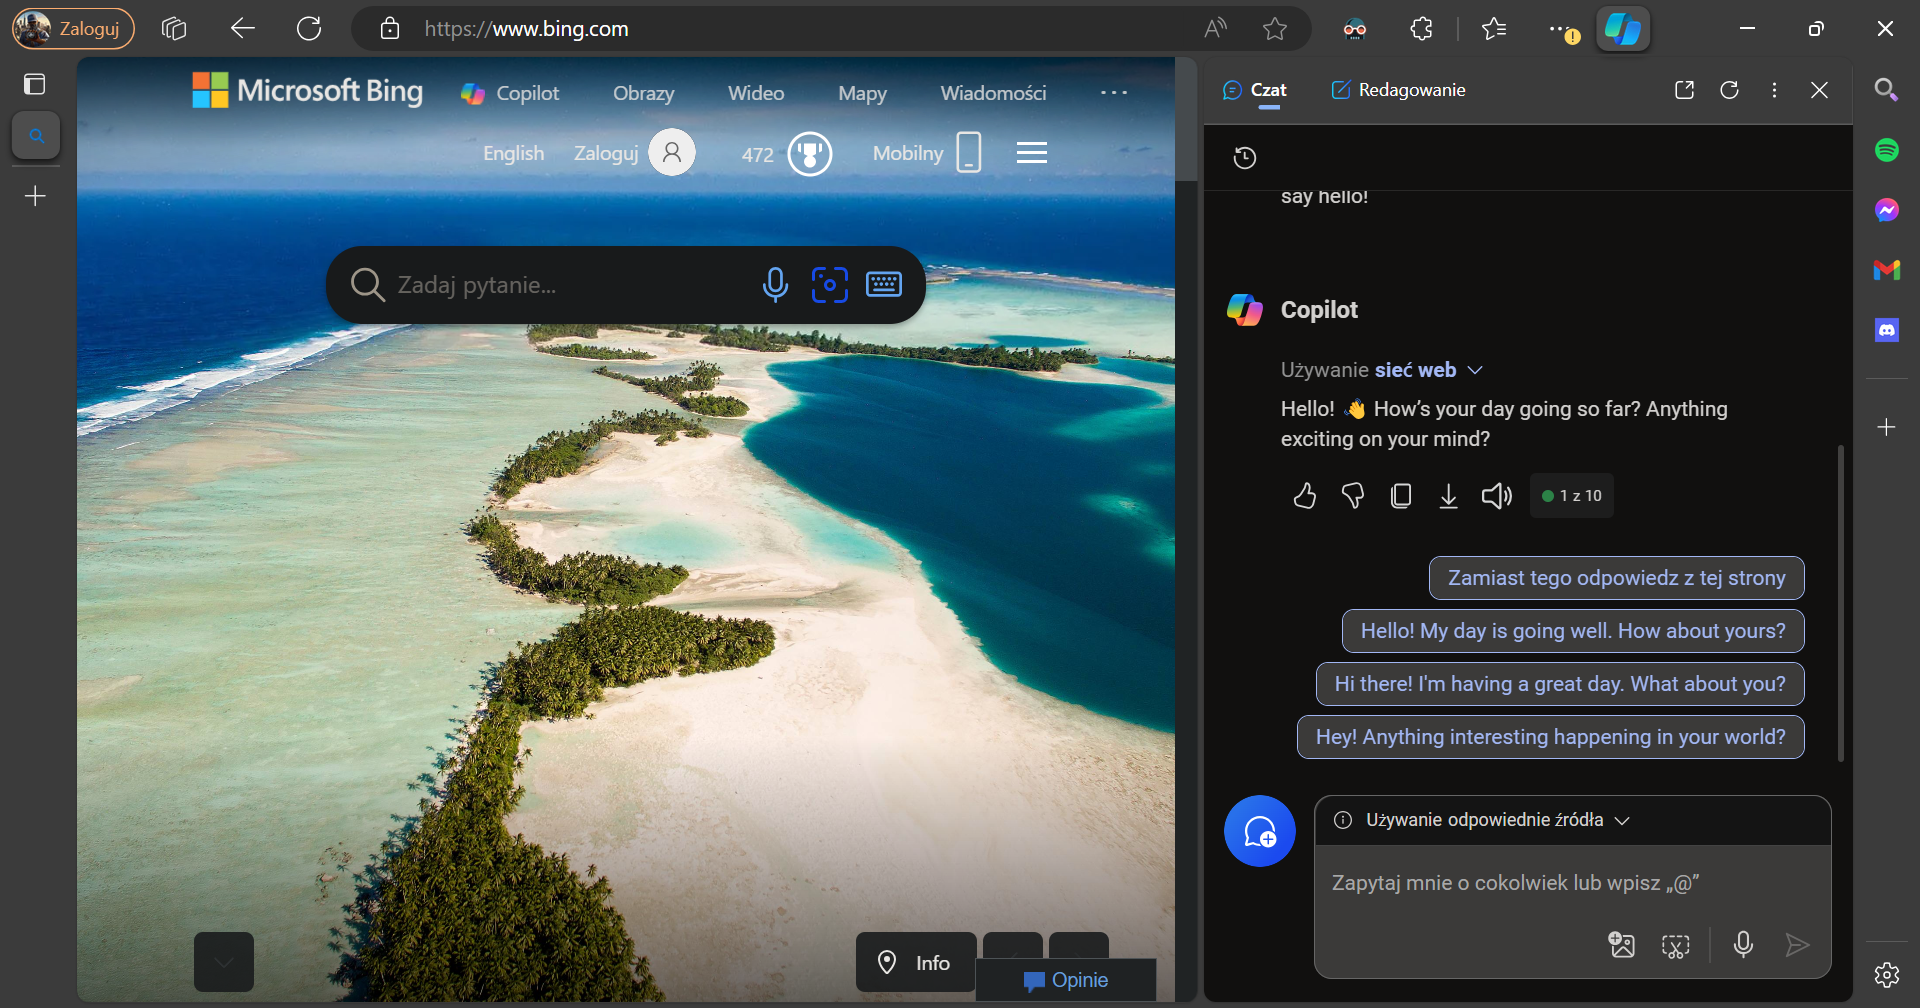 Zaloguj
https://www.bing.com
Microsoft Bing
Copilot
Obrazy
Wideo
Mapy
Wiadomości
English
Zaloguj
472
Mobilny
Zadaj pytanie...
Info
Opinie
Czat
Redagowanie
say hello!
Copilot
Używanie sieć web
Hello! 👋 How's your day going so far? Anything
exciting on your mind?
1 z 10
Zamiast tego odpowiedz z tej strony
Hello! My day is going well. How about yours?
Hi there! I'm having a great day. What about you?
Hey! Anything interesting happening in your world?
Używanie odpowiednie źródła
Zapytaj mnie o cokolwiek lub wpisz „@”